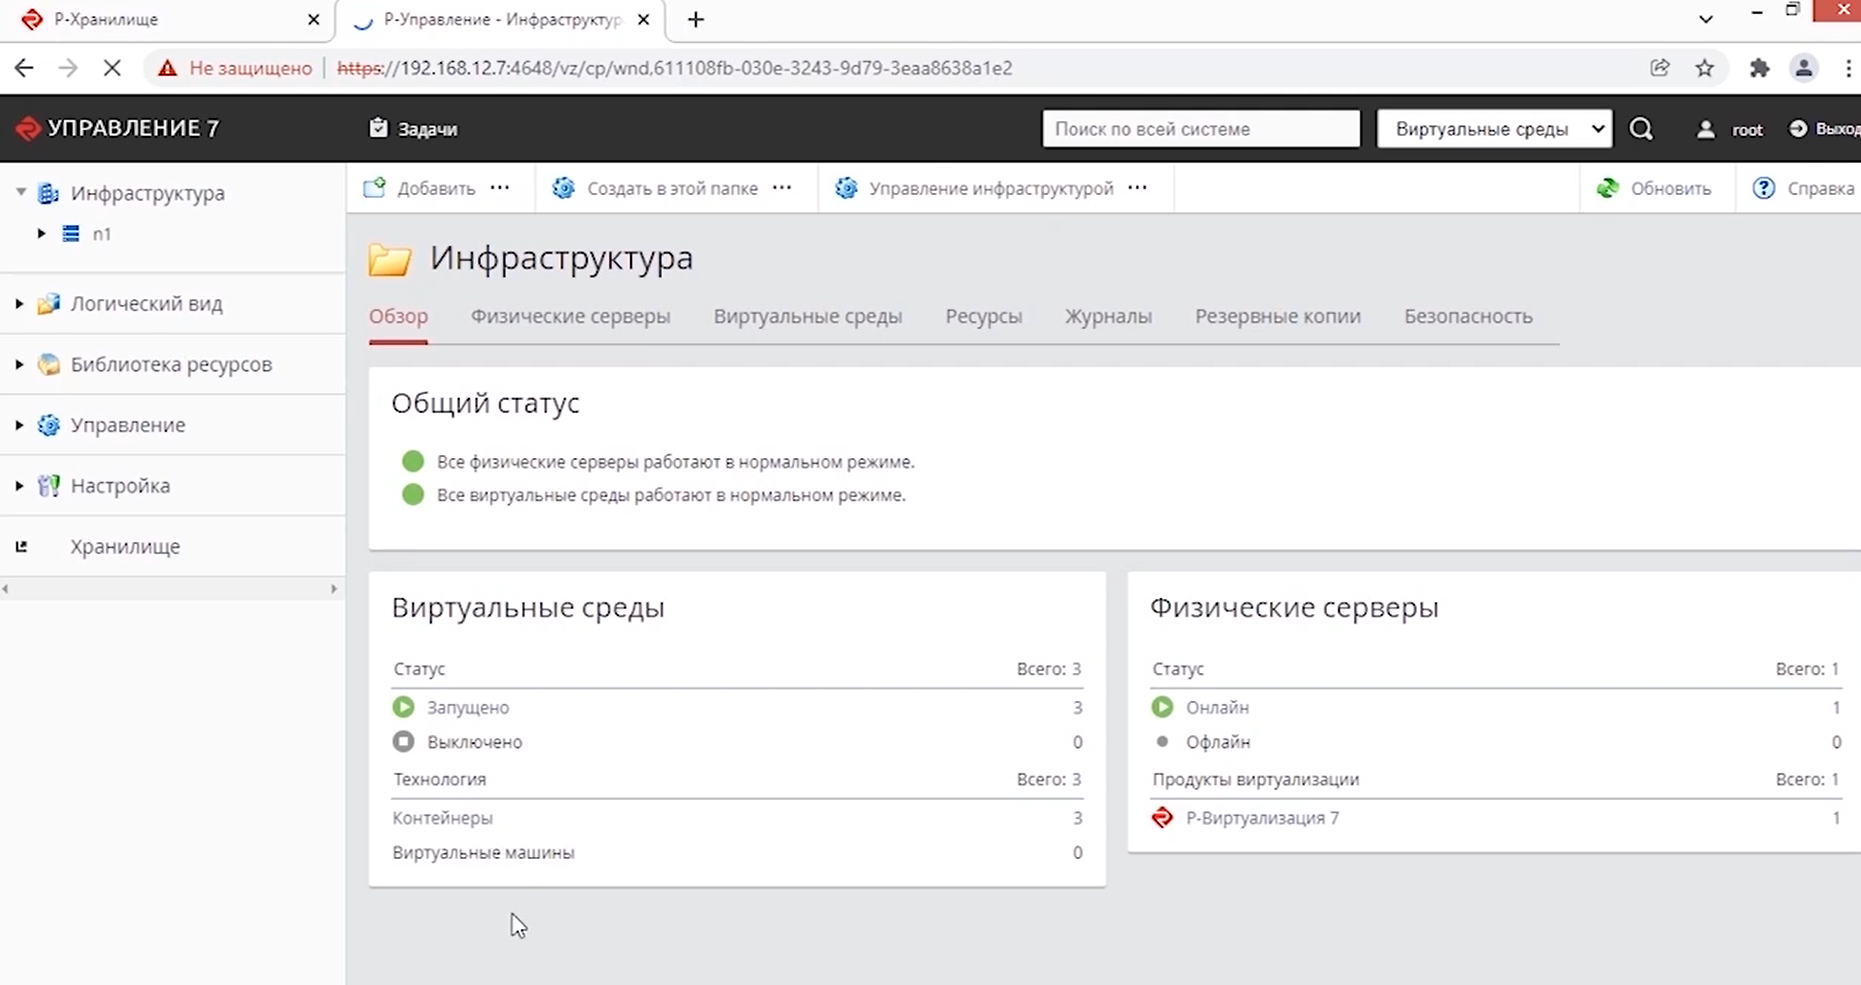 Р-Хранилище
Р-Управление - Инфраструктур
Не защищено
https://192.168.12.7:4648/vz/cp/wnd,611108fb-030e-3243-9d79-3eaa8638a1e2
УПРАВЛЕНИЕ 7
Задачи
Поиск по всей системе
Виртуальные среды
root
Выход
Инфраструктура
n1
Логический вид
Библиотека ресурсов
Управление
Настройка
Хранилище
Добавить ...
Создать в этой папке ...
Управление инфраструктурой ...
Обновить
Справка
Инфраструктура
Обзор
Физические серверы
Виртуальные среды
Ресурсы
Журналы
Резервные копии
Безопасность
Общий статус
Все физические серверы работают в нормальном режиме.
Все виртуальные среды работают в нормальном режиме.
Виртуальные среды
Статус Всего: 3
Запущено 3
Выключено 0
Технология Всего: 3
Контейнеры 3
Виртуальные машины 0
Физические серверы
Статус Всего: 1
Онлайн 1
Офлайн 0
Продукты виртуализации Всего: 1
Р-Виртуализация 7 1